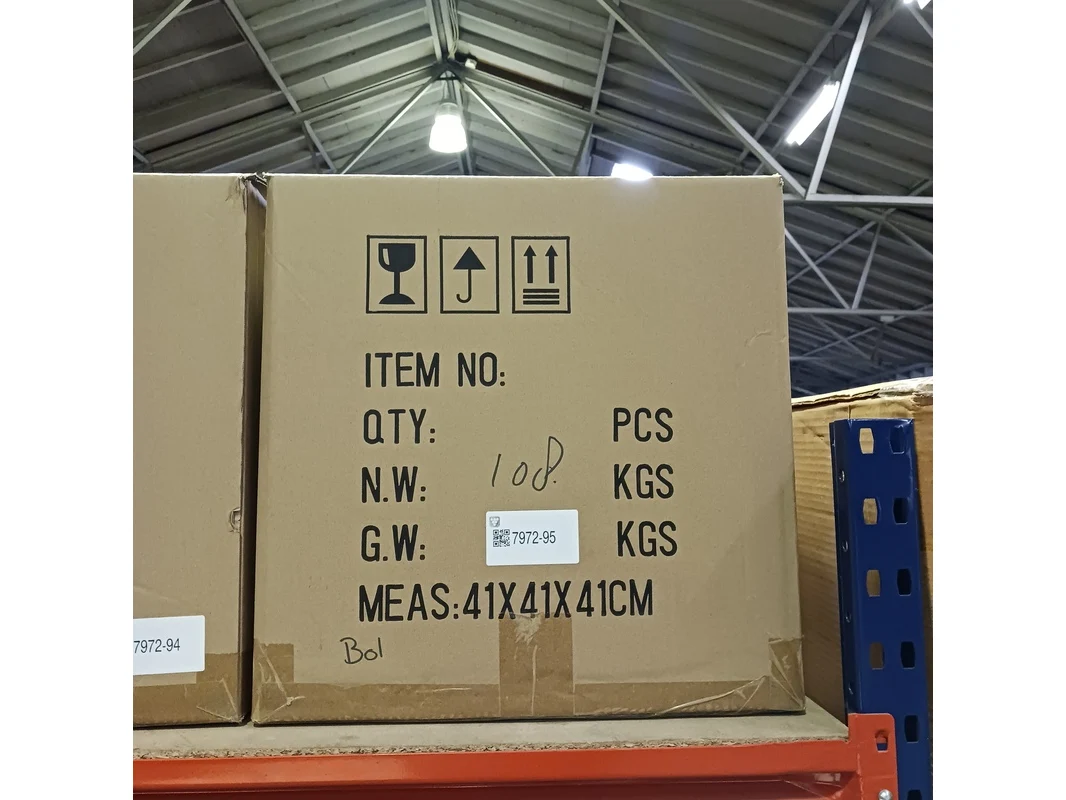 ITEM NO:
QTY: PCS
108
N.W: KGS
7972-95
G.W: KGS
MEAS:41X41X41CM
Bol
7972-94